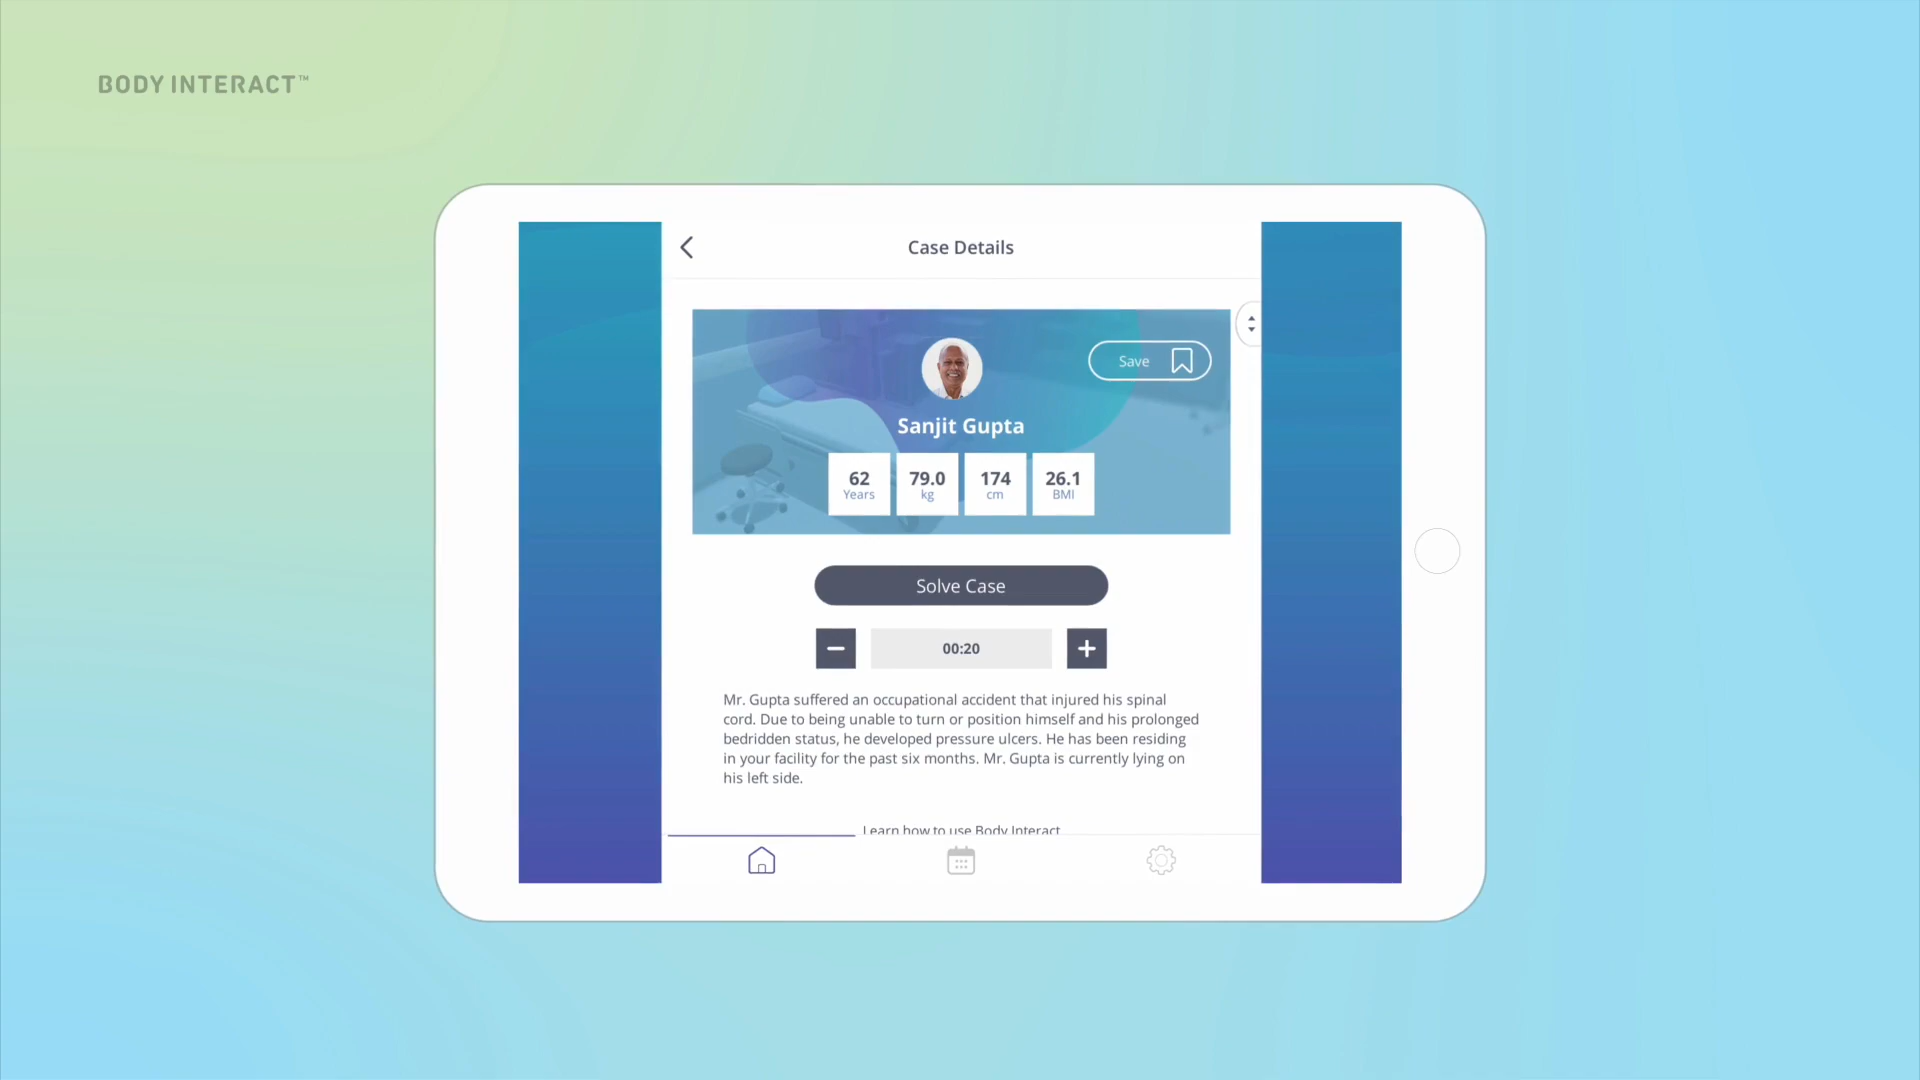 BODY INTERACT™
Case Details
Save
Sanjit Gupta
62
Years
79.0
kg
174
cm
26.1
BMI
Solve Case
00:20
Mr. Gupta suffered an occupational accident that injured his spinal
cord. Due to being unable to turn or position himself and his prolonged
bedridden status, he developed pressure ulcers. He has been residing
in your facility for the past six months. Mr. Gupta is currently lying on
his left side.
Learn how to use Body Interact